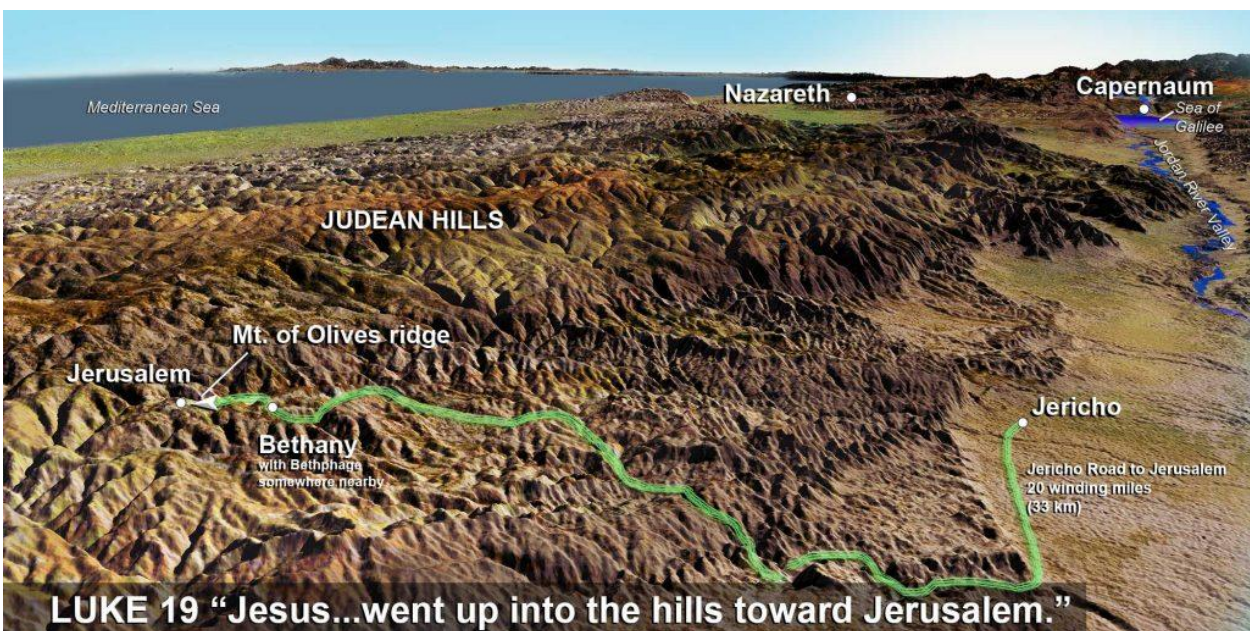 Mediterranean Sea
Nazareth
Capernaum
Sea of
Galilee
Jordan River Valley
JUDEAN HILLS
Mt. of Olives ridge
Jerusalem
Bethany
with Bethphage
somewhere nearby
Jericho
Jericho Road to Jerusalem
20 winding miles
(33 km)
LUKE 19 “Jesus...went up into the hills toward Jerusalem.”